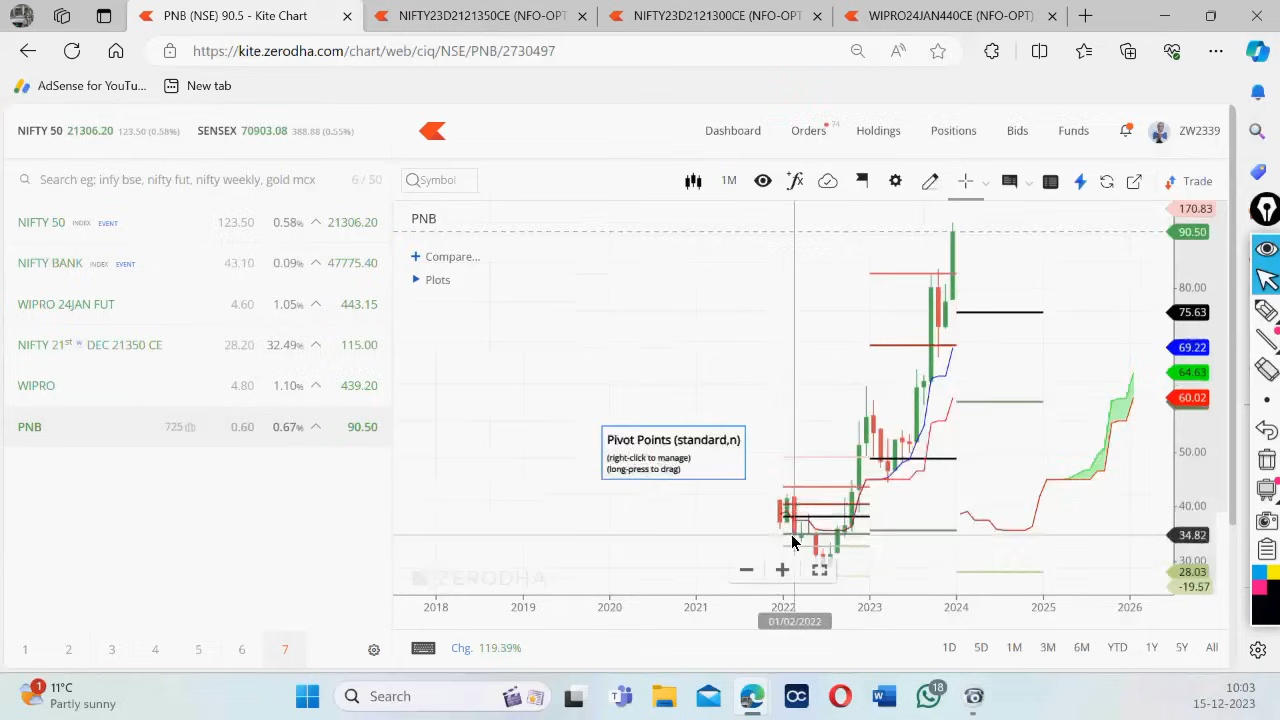 PNB (NSE) 90.5 - Kite Chart
NIFTY23D2121350CE (NFO-OPT
NIFTY23D2121300CE (NFO-OPT
WIPRO24JAN440CE (NFO-OPT)
https://kite.zerodha.com/chart/web/ciq/NSE/PNB/2730497
AdSense for YouTu...
New tab
NIFTY 50 21306.20 123.50 (0.58%) SENSEX 70903.08 388.88 (0.55%)
Dashboard Orders 74 Holdings Positions Bids Funds ZW2339
Search eg: infy bse, nifty fut, nifty weekly, gold mcx 6 / 50
Symbol 1M Trade
NIFTY 50 INDEX EVENT 123.50 0.58% 21306.20
NIFTY BANK INDEX EVENT 43.10 0.09% 47775.40
WIPRO 24JAN FUT 4.60 1.05% 443.15
NIFTY 21st w DEC 21350 CE 28.20 32.49% 115.00
WIPRO 4.80 1.10% 439.20
PNB 725 0.60 0.67% 90.50
1 2 3 4 5 6 7
PNB
Compare...
Plots
Pivot Points (standard,n)
(right-click to manage)
(long-press to drag)
ZERODHA
170.83
90.50
80.00
75.63
69.22
64.63
60.02
50.00
40.00
34.82
30.00
28.03
-19.57
2018 2019 2020 2021 2022 2023 2024 2025 2026
01/02/2022
Chg. 119.39%
1D 5D 1M 3M 6M YTD 1Y 5Y All
1
11°C
Partly sunny
Search
18
10:03
15-12-2023